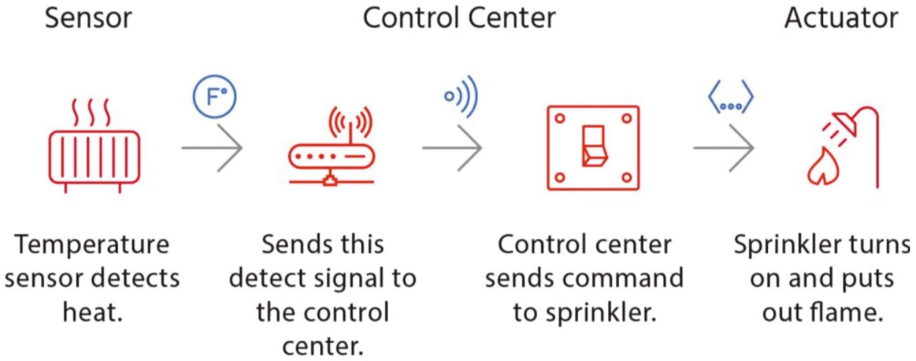 Sensor
Control Center
Actuator
F°
Temperature
sensor detects
heat.
Sends this
detect signal to
the control
center.
Control center
sends command
to sprinkler.
Sprinkler turns
on and puts
out flame.